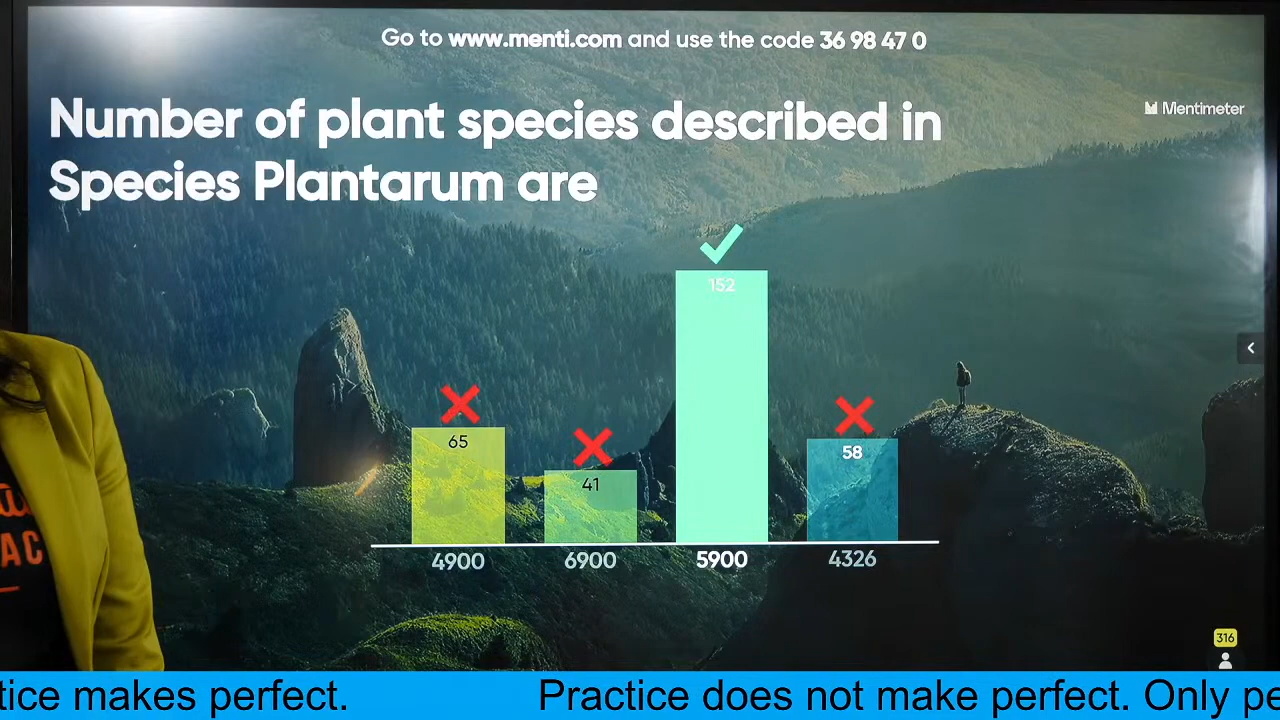 Go to www.menti.com and use the code 36 98 47 0
Number of plant species described in
Species Plantarum are
Mentimeter
152
65
41
58
4900 6900 5900 4326
AC
316
tice makes perfect. Practice does not make perfect. Only pe